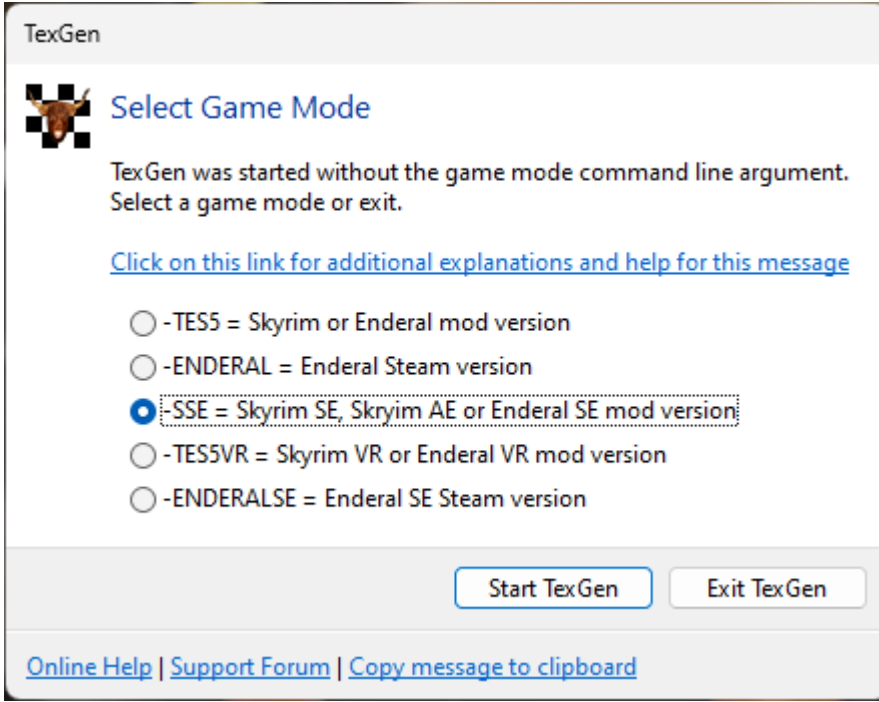 TexGen
Select Game Mode
TexGen was started without the game mode command line argument.
Select a game mode or exit.
Click on this link for additional explanations and help for this message
-TES5 = Skyrim or Enderal mod version
-ENDERAL = Enderal Steam version
-SSE = Skyrim SE, Skryim AE or Enderal SE mod version
-TES5VR = Skyrim VR or Enderal VR mod version
-ENDERALSE = Enderal SE Steam version
Start TexGen Exit TexGen
Online Help | Support Forum | Copy message to clipboard